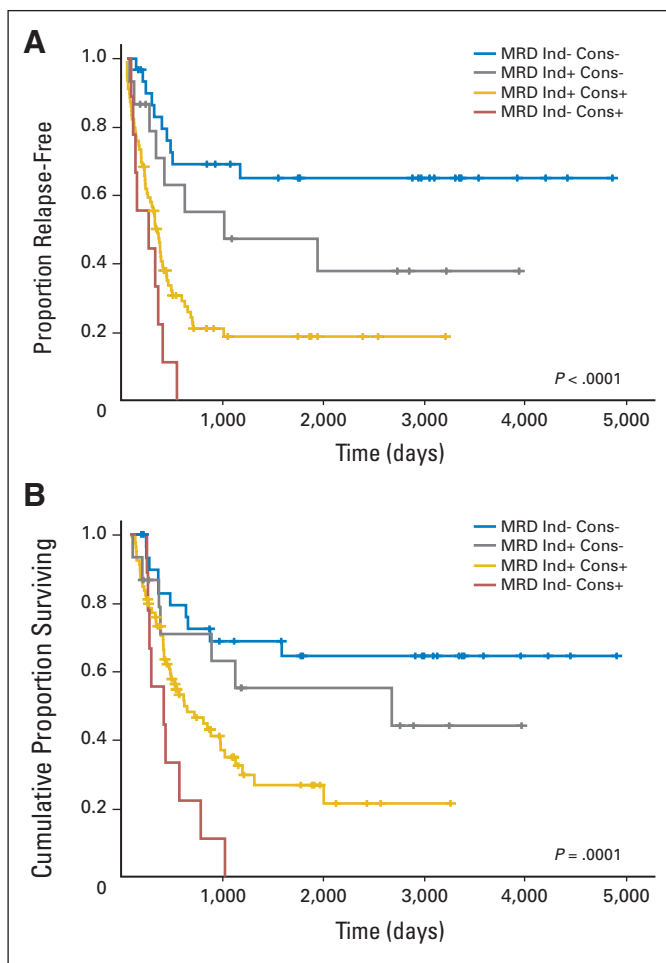 A
MRD Ind- Cons-
MRD Ind+ Cons-
MRD Ind+ Cons+
MRD Ind- Cons+
Proportion Relapse-Free
1.0
0.8
0.6
0.4
0.2
0
P < .0001
1,000 2,000 3,000 4,000 5,000
Time (days)
B
MRD Ind- Cons-
MRD Ind+ Cons-
MRD Ind+ Cons+
MRD Ind- Cons+
Cumulative Proportion Surviving
1.0
0.8
0.6
0.4
0.2
0
P = .0001
1,000 2,000 3,000 4,000 5,000
Time (days)